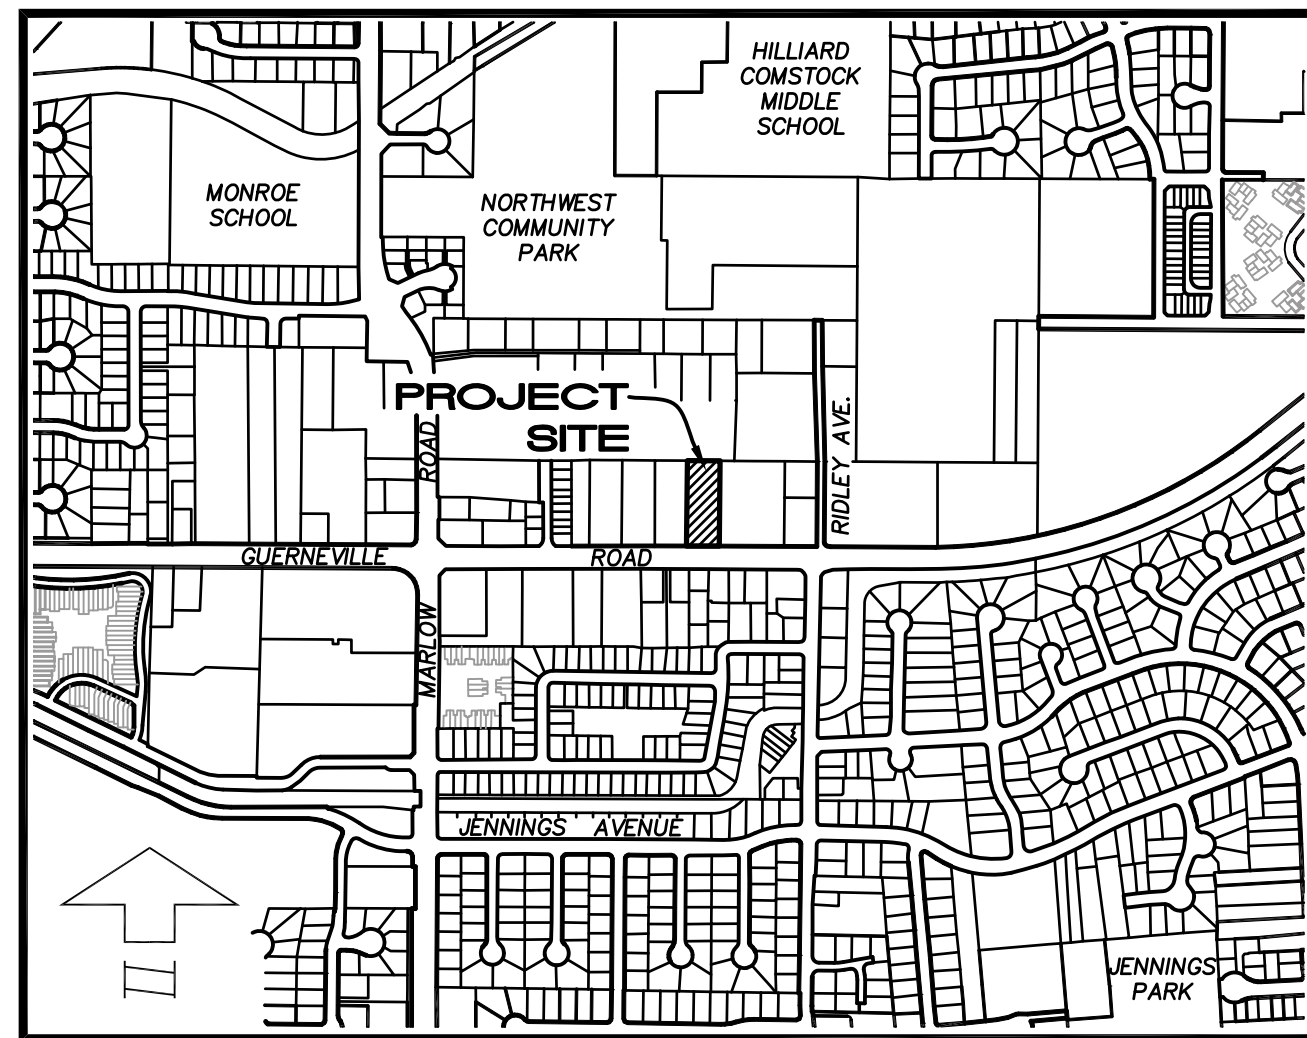 HILLIARD
COMSTOCK
MIDDLE
SCHOOL
MONROE
SCHOOL
NORTHWEST
COMMUNITY
PARK
PROJECT
SITE
ROAD
RIDLEY AVE.
GUERNEVILLE ROAD
MARLOW
JENNINGS AVENUE
JENNINGS
PARK
N